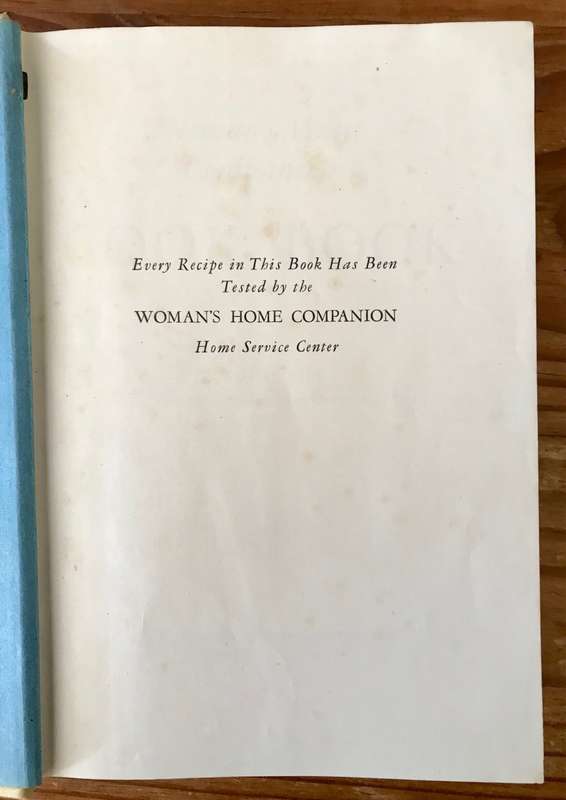 Every Recipe in This Book Has Been
Tested by the
WOMAN'S HOME COMPANION
Home Service Center